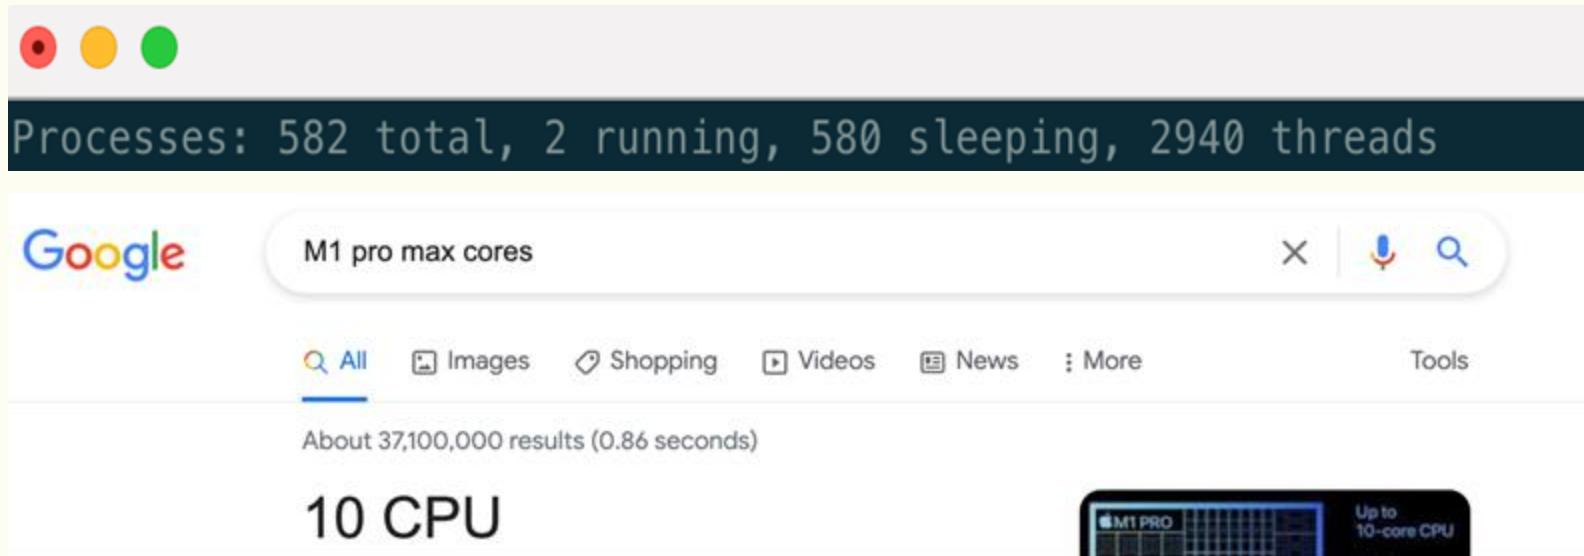 Processes: 582 total, 2 running, 580 sleeping, 2940 threads
Google
M1 pro max cores
All Images Shopping Videos News More Tools
About 37,100,000 results (0.86 seconds)
10 CPU
M1 PRO
Up to
10-core CPU